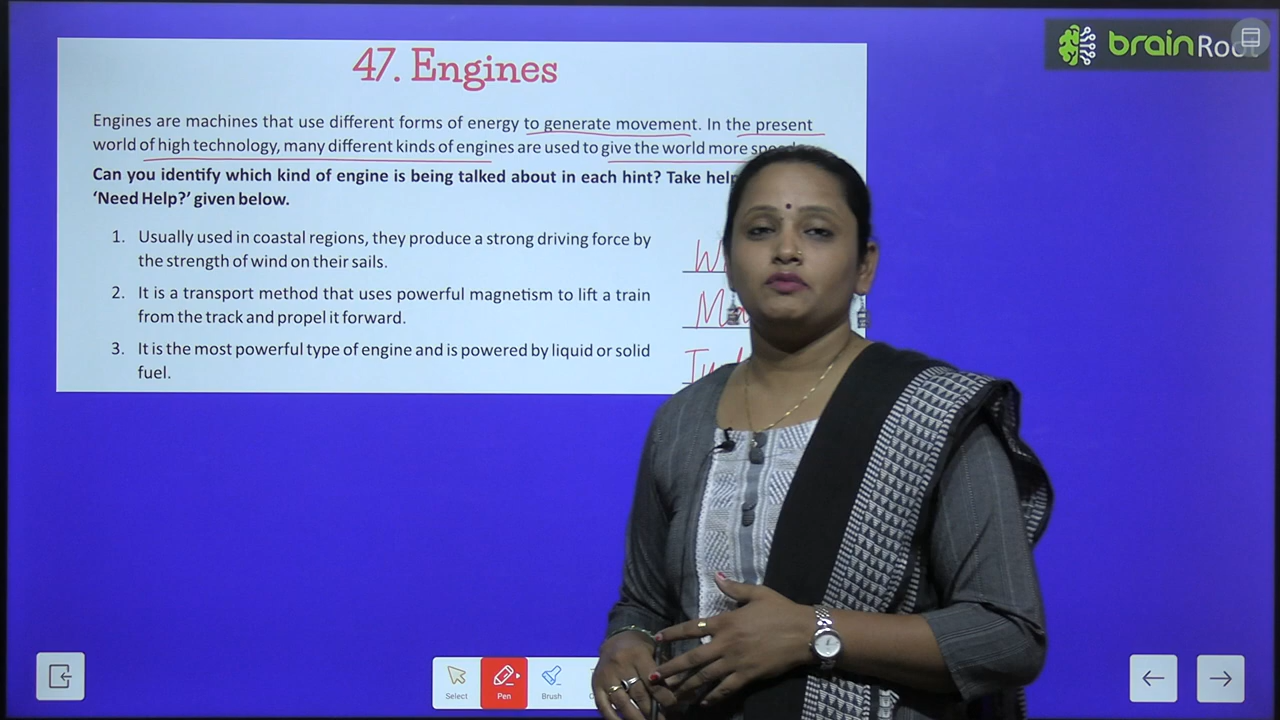 brainRoot
47. Engines
Engines are machines that use different forms of energy to generate movement. In the present
world of high technology, many different kinds of engines are used to give the world more
Can you identify which kind of engine is being talked about in each hint? Take help
'Need Help?' given below.
1. Usually used in coastal regions, they produce a strong driving force by
the strength of wind on their sails.
2. It is a transport method that uses powerful magnetism to lift a train
from the track and propel it forward.
3. It is the most powerful type of engine and is powered by liquid or solid
fuel.
Select
Pen
Brush